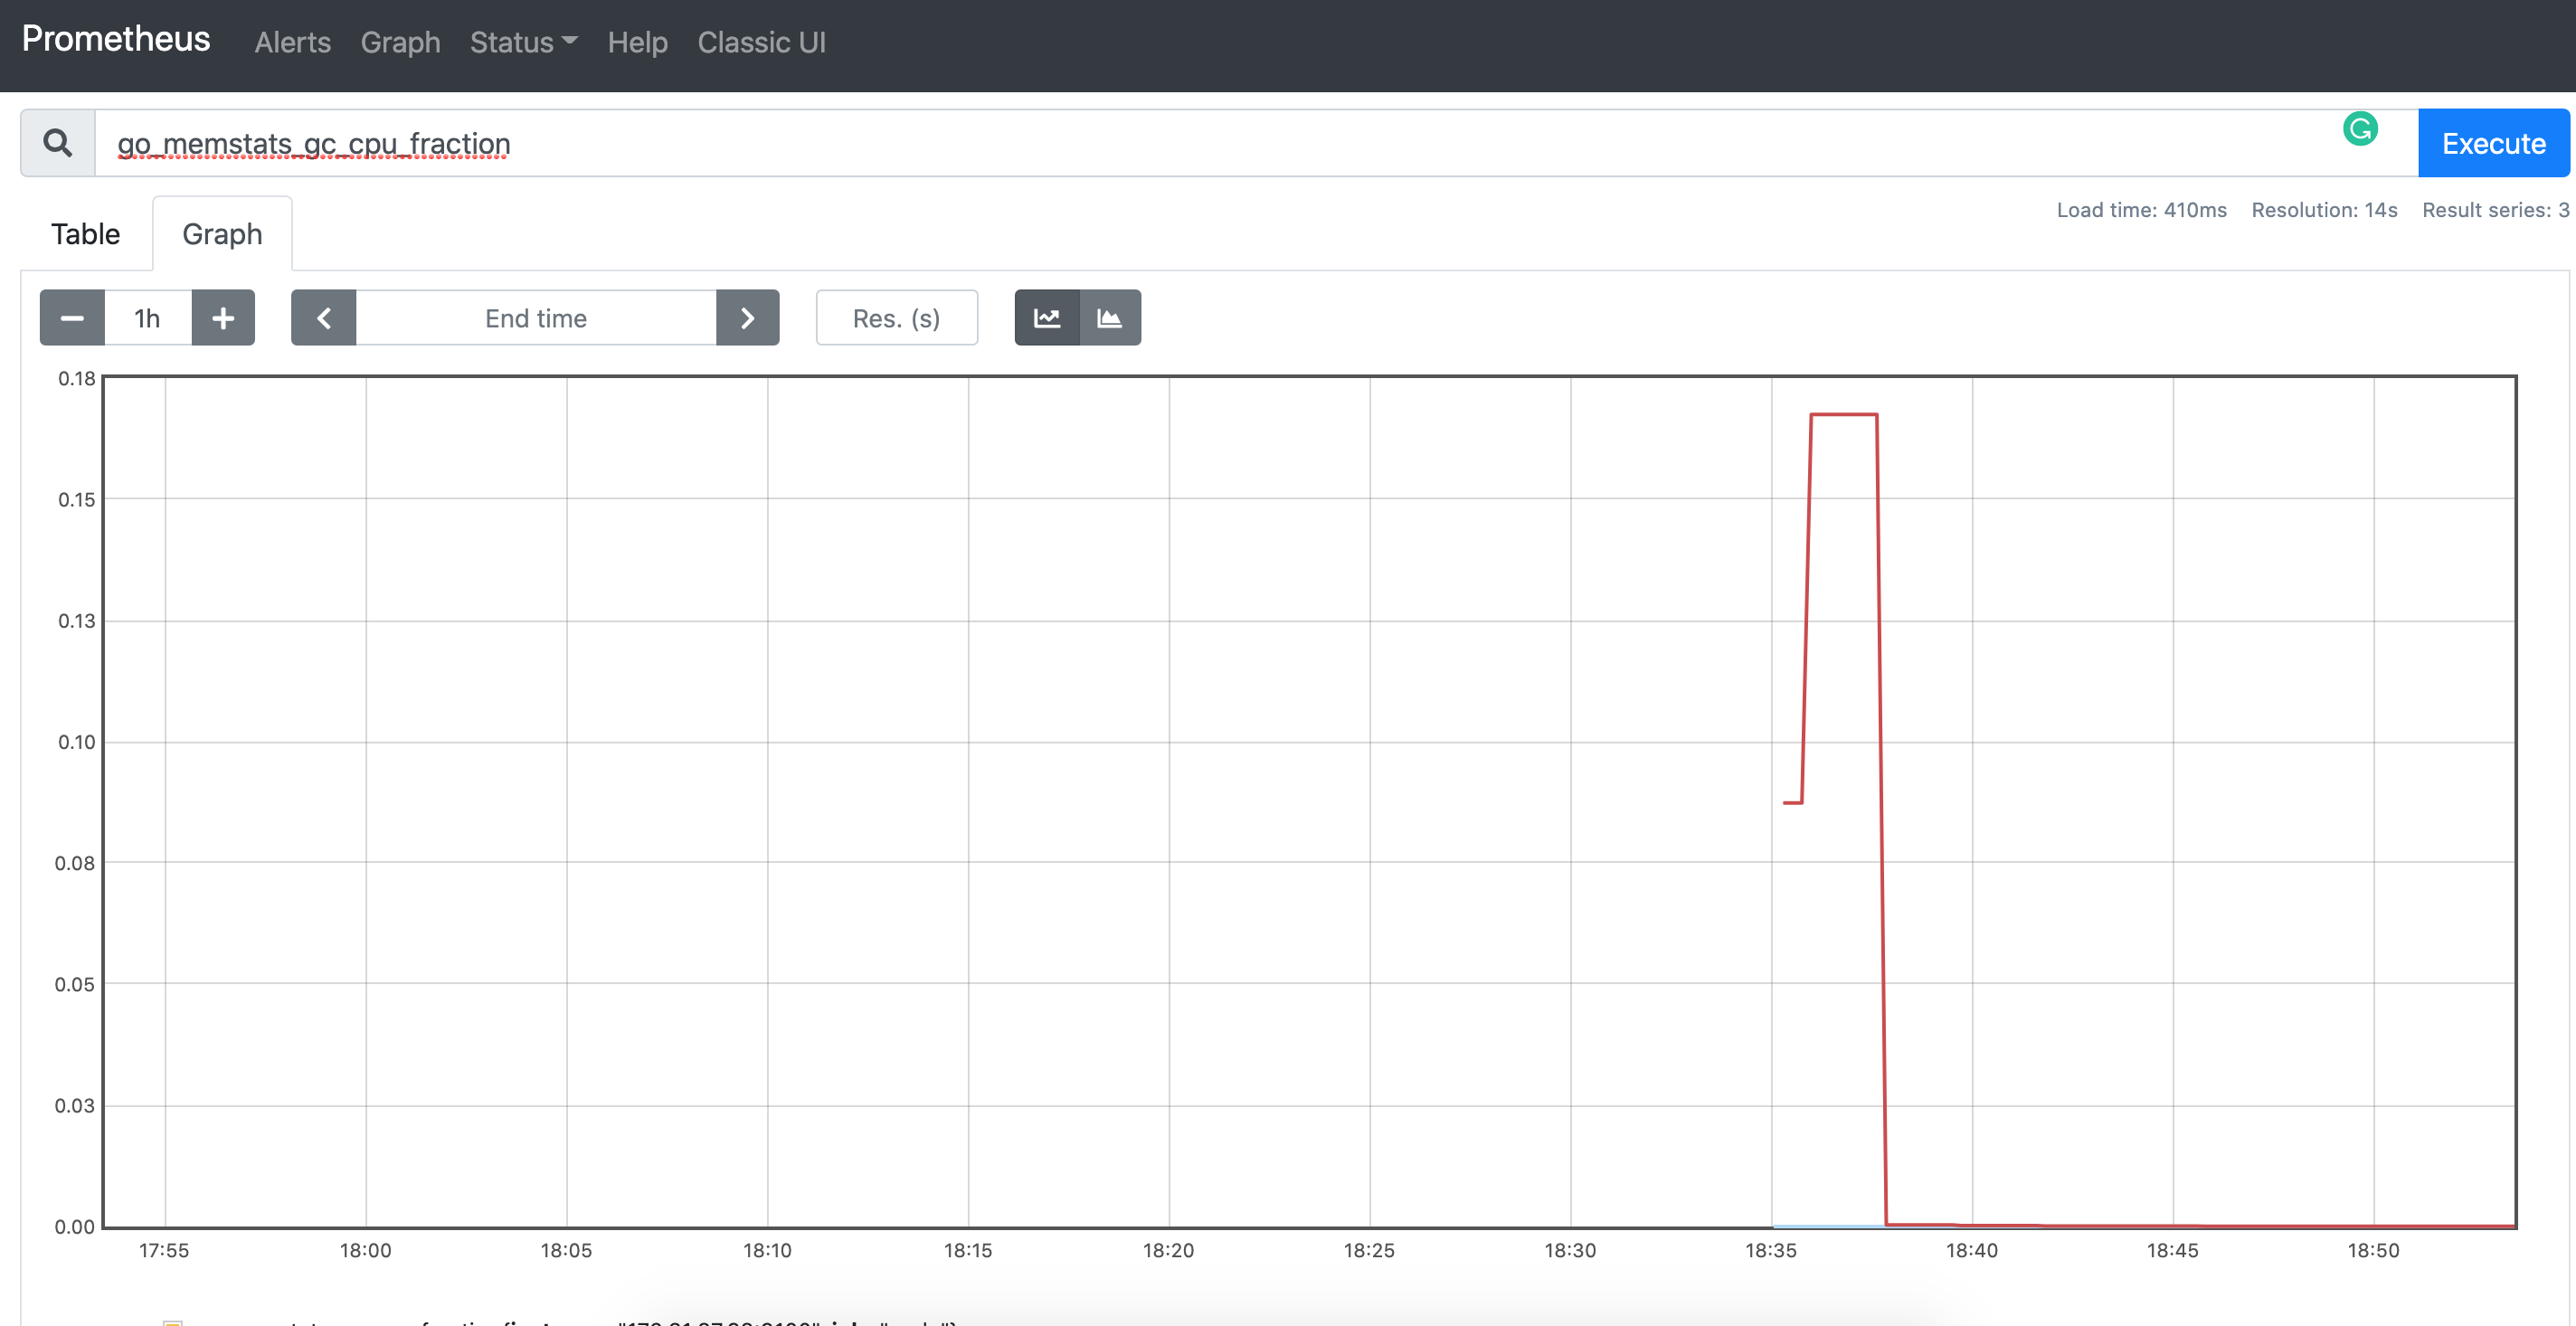 Prometheus Alerts Graph Status Help Classic UI
go_memstats_gc_cpu_fraction
Execute
Load time: 410ms Resolution: 14s Result series: 3
Table Graph
1h End time Res. (s)
0.18
0.15
0.13
0.10
0.08
0.05
0.03
0.00
17:55 18:00 18:05 18:10 18:15 18:20 18:25 18:30 18:35 18:40 18:45 18:50